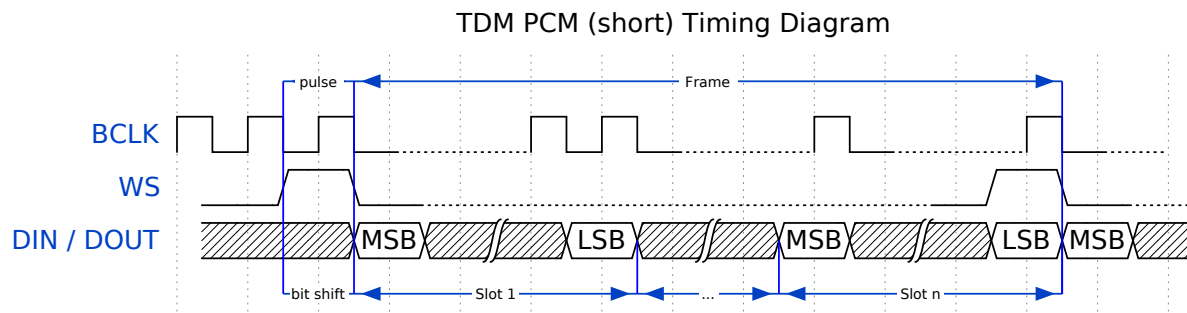 TDM PCM (short) Timing Diagram
pulse Frame
BCLK
WS
DIN / DOUT MSB LSB MSB LSB MSB
bit shift Slot 1 ... Slot n